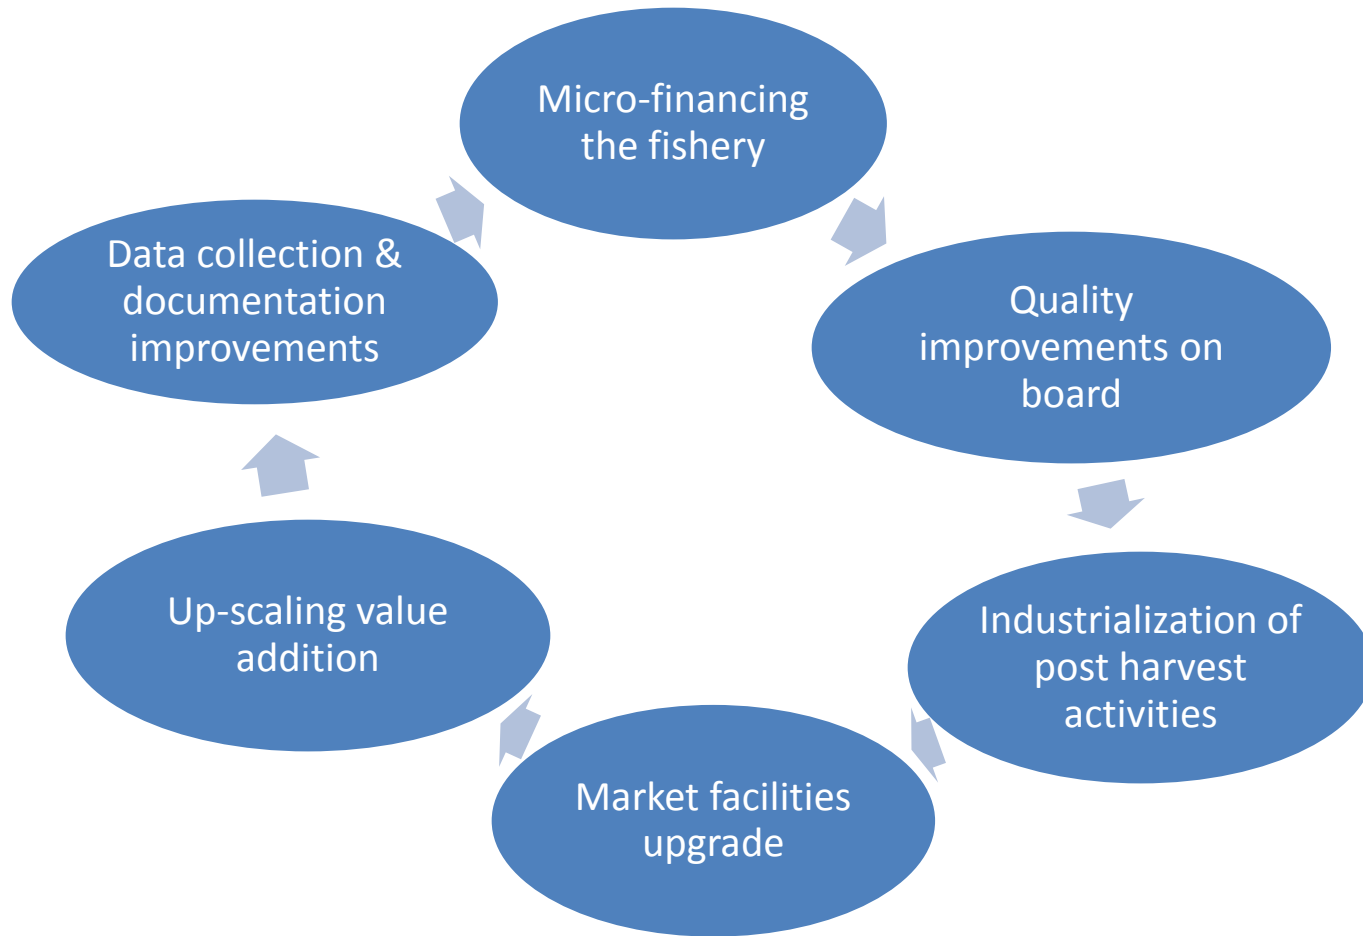 Micro-financing
the fishery
Quality
improvements on
board
Industrialization of
post harvest
activities
Market facilities
upgrade
Up-scaling value
addition
Data collection &
documentation
improvements